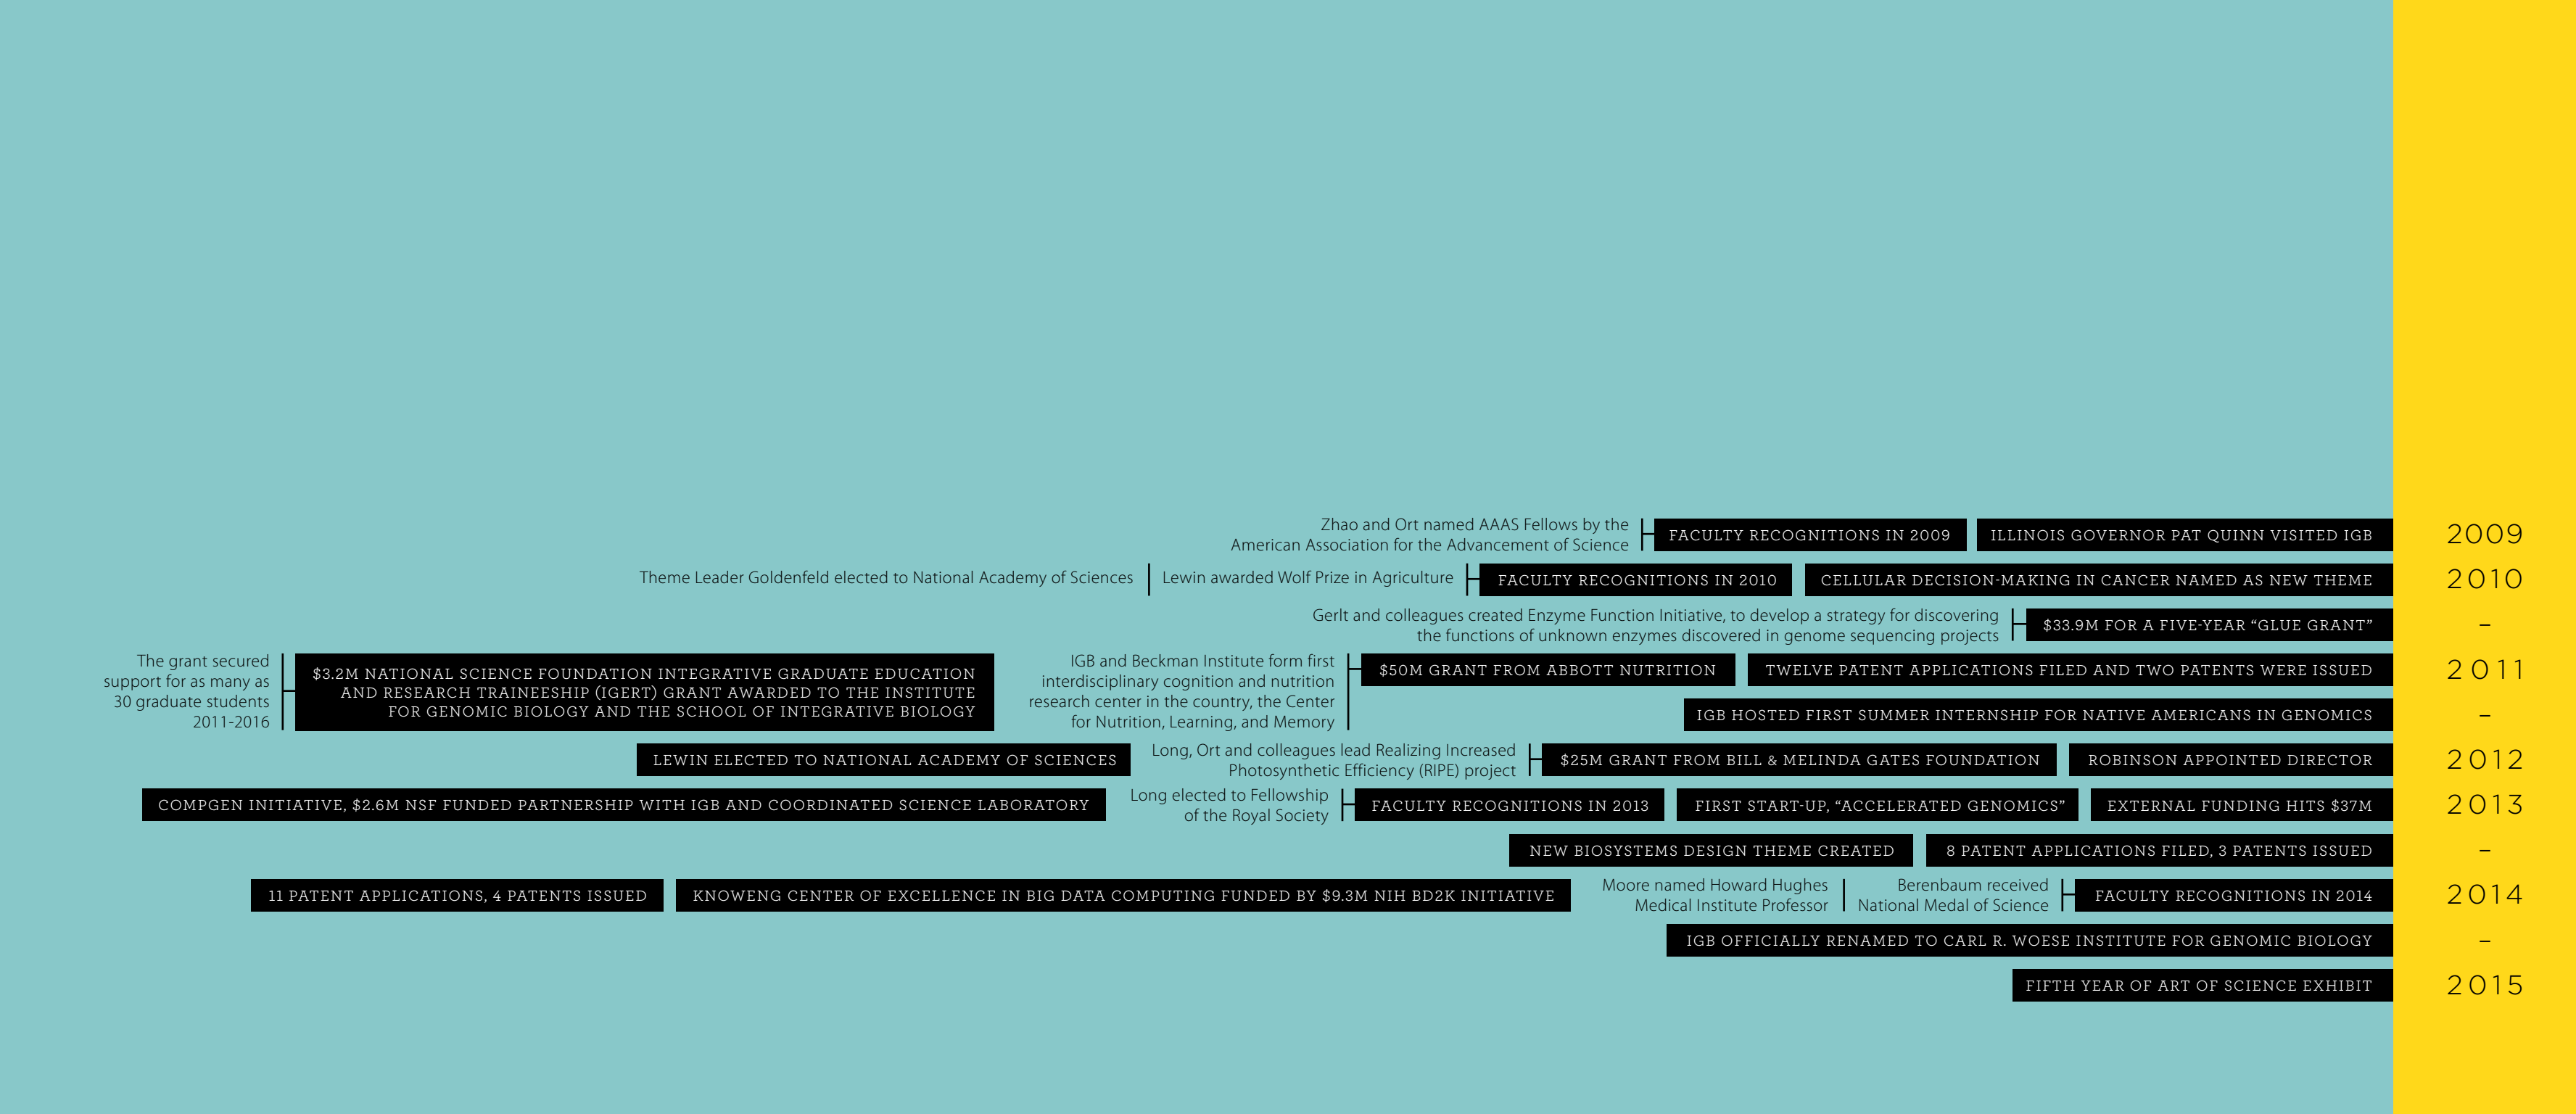 Zhao and Ort named AAAS Fellows by the
American Association for the Advancement of Science
FACULTY RECOGNITIONS IN 2009
ILLINOIS GOVERNOR PAT QUINN VISITED IGB
2009
Theme Leader Goldenfeld elected to National Academy of Sciences
Lewin awarded Wolf Prize in Agriculture
FACULTY RECOGNITIONS IN 2010
CELLULAR DECISION-MAKING IN CANCER NAMED AS NEW THEME
2010
Gerlt and colleagues created Enzyme Function Initiative, to develop a strategy for discovering
the functions of unknown enzymes discovered in genome sequencing projects
$33.9M FOR A FIVE-YEAR “GLUE GRANT”
–
The grant secured
support for as many as
30 graduate students
2011-2016
$3.2M NATIONAL SCIENCE FOUNDATION INTEGRATIVE GRADUATE EDUCATION
AND RESEARCH TRAINEESHIP (IGERT) GRANT AWARDED TO THE INSTITUTE
FOR GENOMIC BIOLOGY AND THE SCHOOL OF INTEGRATIVE BIOLOGY
IGB and Beckman Institute form first
interdisciplinary cognition and nutrition
research center in the country, the Center
for Nutrition, Learning, and Memory
$50M GRANT FROM ABBOTT NUTRITION
TWELVE PATENT APPLICATIONS FILED AND TWO PATENTS WERE ISSUED
2011
IGB HOSTED FIRST SUMMER INTERNSHIP FOR NATIVE AMERICANS IN GENOMICS
–
LEWIN ELECTED TO NATIONAL ACADEMY OF SCIENCES
Long, Ort and colleagues lead Realizing Increased
Photosynthetic Efficiency (RIPE) project
$25M GRANT FROM BILL & MELINDA GATES FOUNDATION
ROBINSON APPOINTED DIRECTOR
2012
COMPGEN INITIATIVE, $2.6M NSF FUNDED PARTNERSHIP WITH IGB AND COORDINATED SCIENCE LABORATORY
Long elected to Fellowship
of the Royal Society
FACULTY RECOGNITIONS IN 2013
FIRST START-UP, “ACCELERATED GENOMICS”
EXTERNAL FUNDING HITS $37M
2013
NEW BIOSYSTEMS DESIGN THEME CREATED
8 PATENT APPLICATIONS FILED, 3 PATENTS ISSUED
–
11 PATENT APPLICATIONS, 4 PATENTS ISSUED
KNOWENG CENTER OF EXCELLENCE IN BIG DATA COMPUTING FUNDED BY $9.3M NIH BD2K INITIATIVE
Moore named Howard Hughes
Medical Institute Professor
Berenbaum received
National Medal of Science
FACULTY RECOGNITIONS IN 2014
2014
IGB OFFICIALLY RENAMED TO CARL R. WOESE INSTITUTE FOR GENOMIC BIOLOGY
–
FIFTH YEAR OF ART OF SCIENCE EXHIBIT
2015